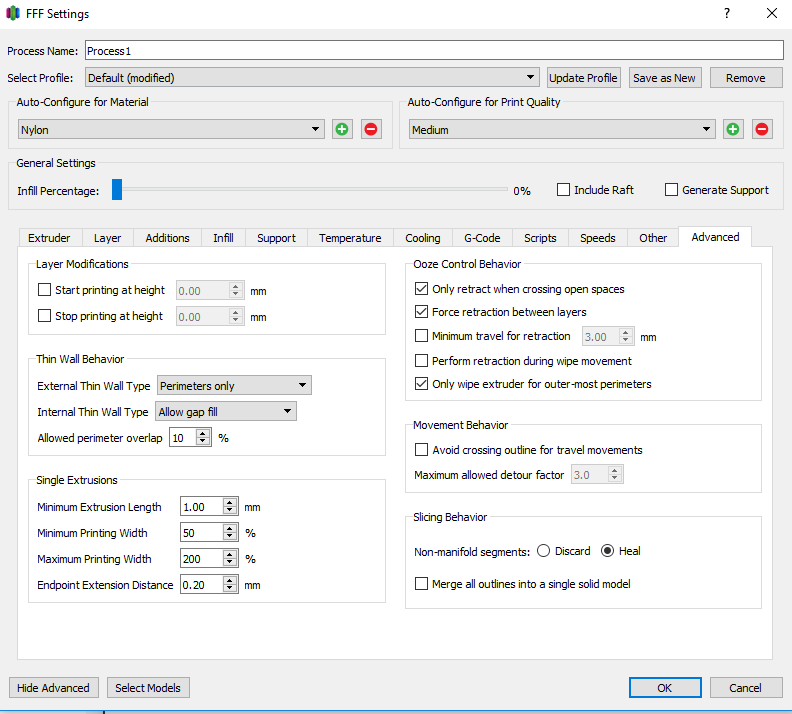 FFF Settings
?
Process Name: Process1
Select Profile: Default (modified) Update Profile Save as New Remove
Auto-Configure for Material Auto-Configure for Print Quality
Nylon Medium
General Settings
Infill Percentage: 0% Include Raft Generate Support
Extruder Layer Additions Infill Support Temperature Cooling G-Code Scripts Speeds Other Advanced
Layer Modifications
Start printing at height 0.00 mm
Stop printing at height 0.00 mm
Thin Wall Behavior
External Thin Wall Type Perimeters only
Internal Thin Wall Type Allow gap fill
Allowed perimeter overlap 10 %
Single Extrusions
Minimum Extrusion Length 1.00 mm
Minimum Printing Width 50 %
Maximum Printing Width 200 %
Endpoint Extension Distance 0.20 mm
Ooze Control Behavior
Only retract when crossing open spaces
Force retraction between layers
Minimum travel for retraction 3.00 mm
Perform retraction during wipe movement
Only wipe extruder for outer-most perimeters
Movement Behavior
Avoid crossing outline for travel movements
Maximum allowed detour factor 3.0
Slicing Behavior
Non-manifold segments: Discard Heal
Merge all outlines into a single solid model
Hide Advanced Select Models OK Cancel